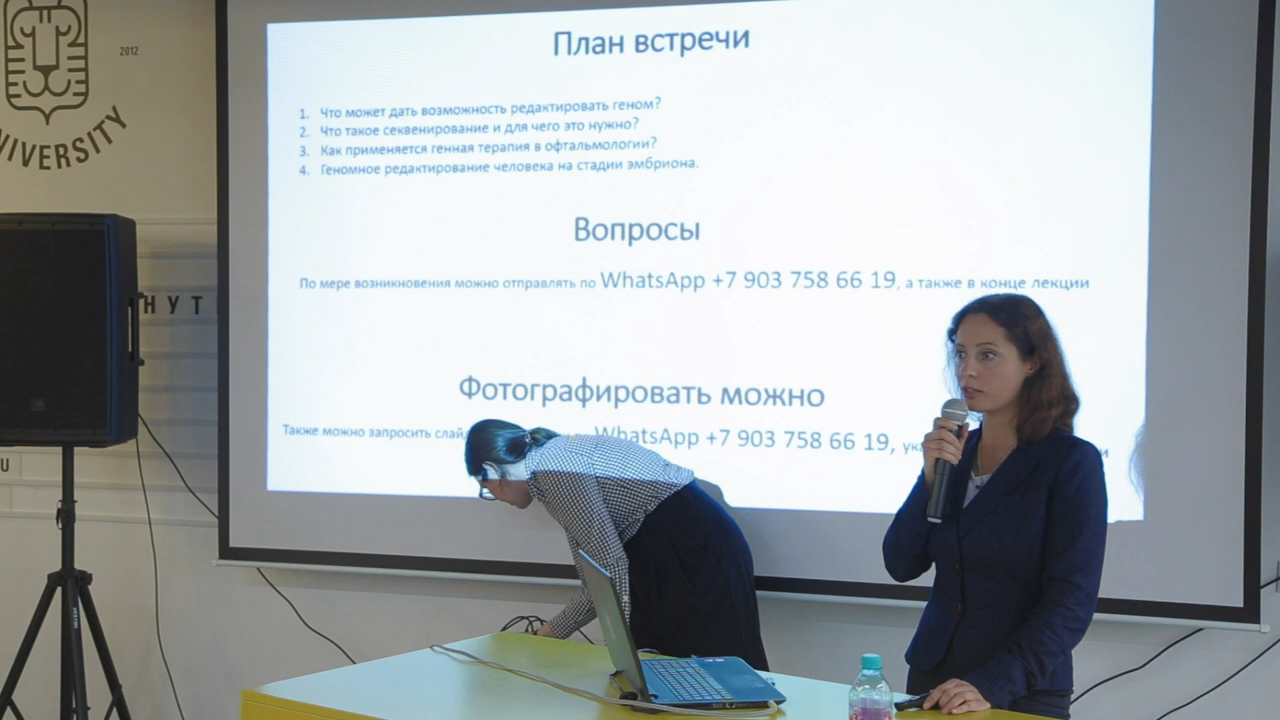 2012
UNIVERSITY
НУТ
U
План встречи
1. Что может дать возможность редактировать геном?
2. Что такое секвенирование и для чего это нужно?
3. Как применяется генная терапия в офтальмологии?
4. Геномное редактирование человека на стадии эмбриона.
Вопросы
По мере возникновения можно отправлять по WhatsApp +7 903 758 66 19, а также в конце лекции
Фотографировать можно
Также можно запросить WhatsApp +7 903 758 66 19,